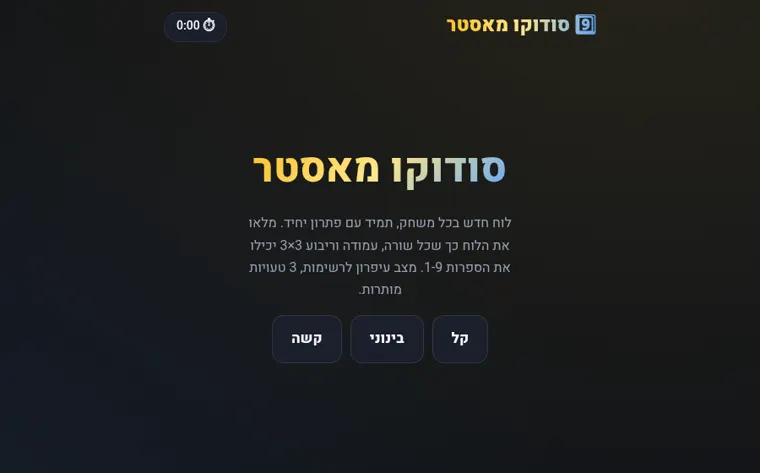 9️⃣ סודוקו מאסטר
⏱ 0:00
סודוקו מאסטר
לוח חדש בכל משחק, תמיד עם פתרון יחיד. מלאו
את הלוח כך שכל שורה, עמודה וריבוע 3×3 יכילו
את הספרות 1-9. מצב עיפרון לרשימות, 3 טעויות
מותרות.
קל
בינוני
קשה